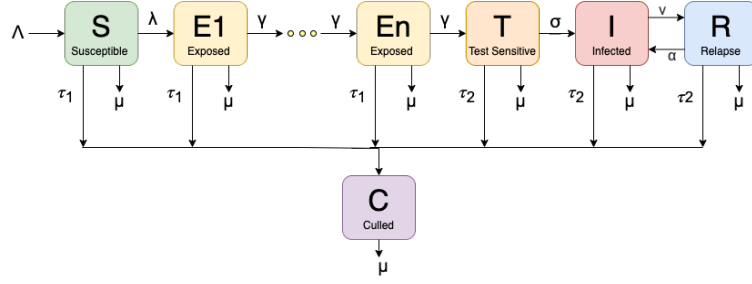 Λ
S
Susceptible
λ
E1
Exposed
γ
γ
En
Exposed
γ
T
Test Sensitive
σ
I
Infected
ν
α
R
Relapse
τ1
μ
τ1
μ
τ1
μ
τ2
μ
τ2
μ
τ2
μ
C
Culled
μ